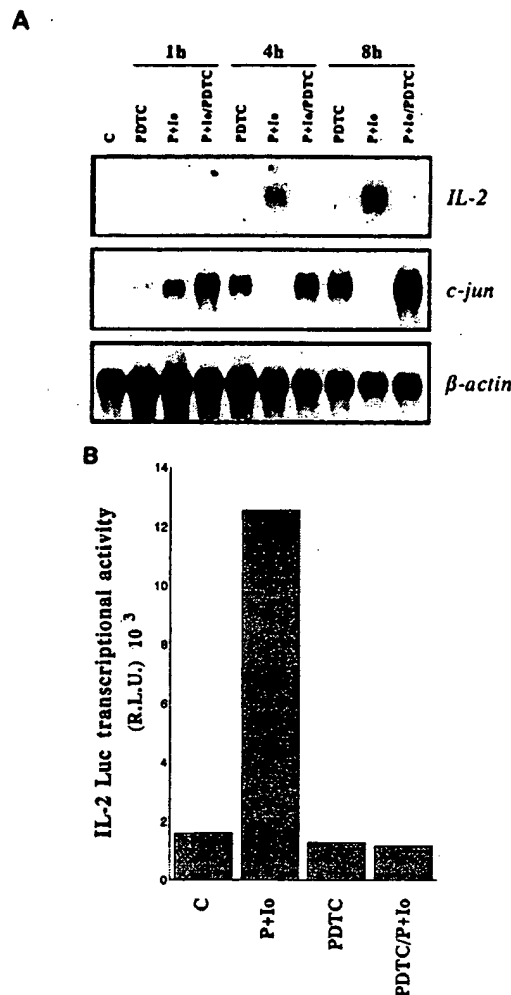 A
1h 4h 8h
C PDTC P+Io P+Io/PDTC PDTC P+Io P+Io/PDTC PDTC P+Io P+Io/PDTC
IL-2
c-jun
β-actin
B
IL-2 Luc transcriptional activity
(R.L.U.) 10 3
14
12
10
8
6
4
2
0
C P+Io PDTC PDTC/P+Io